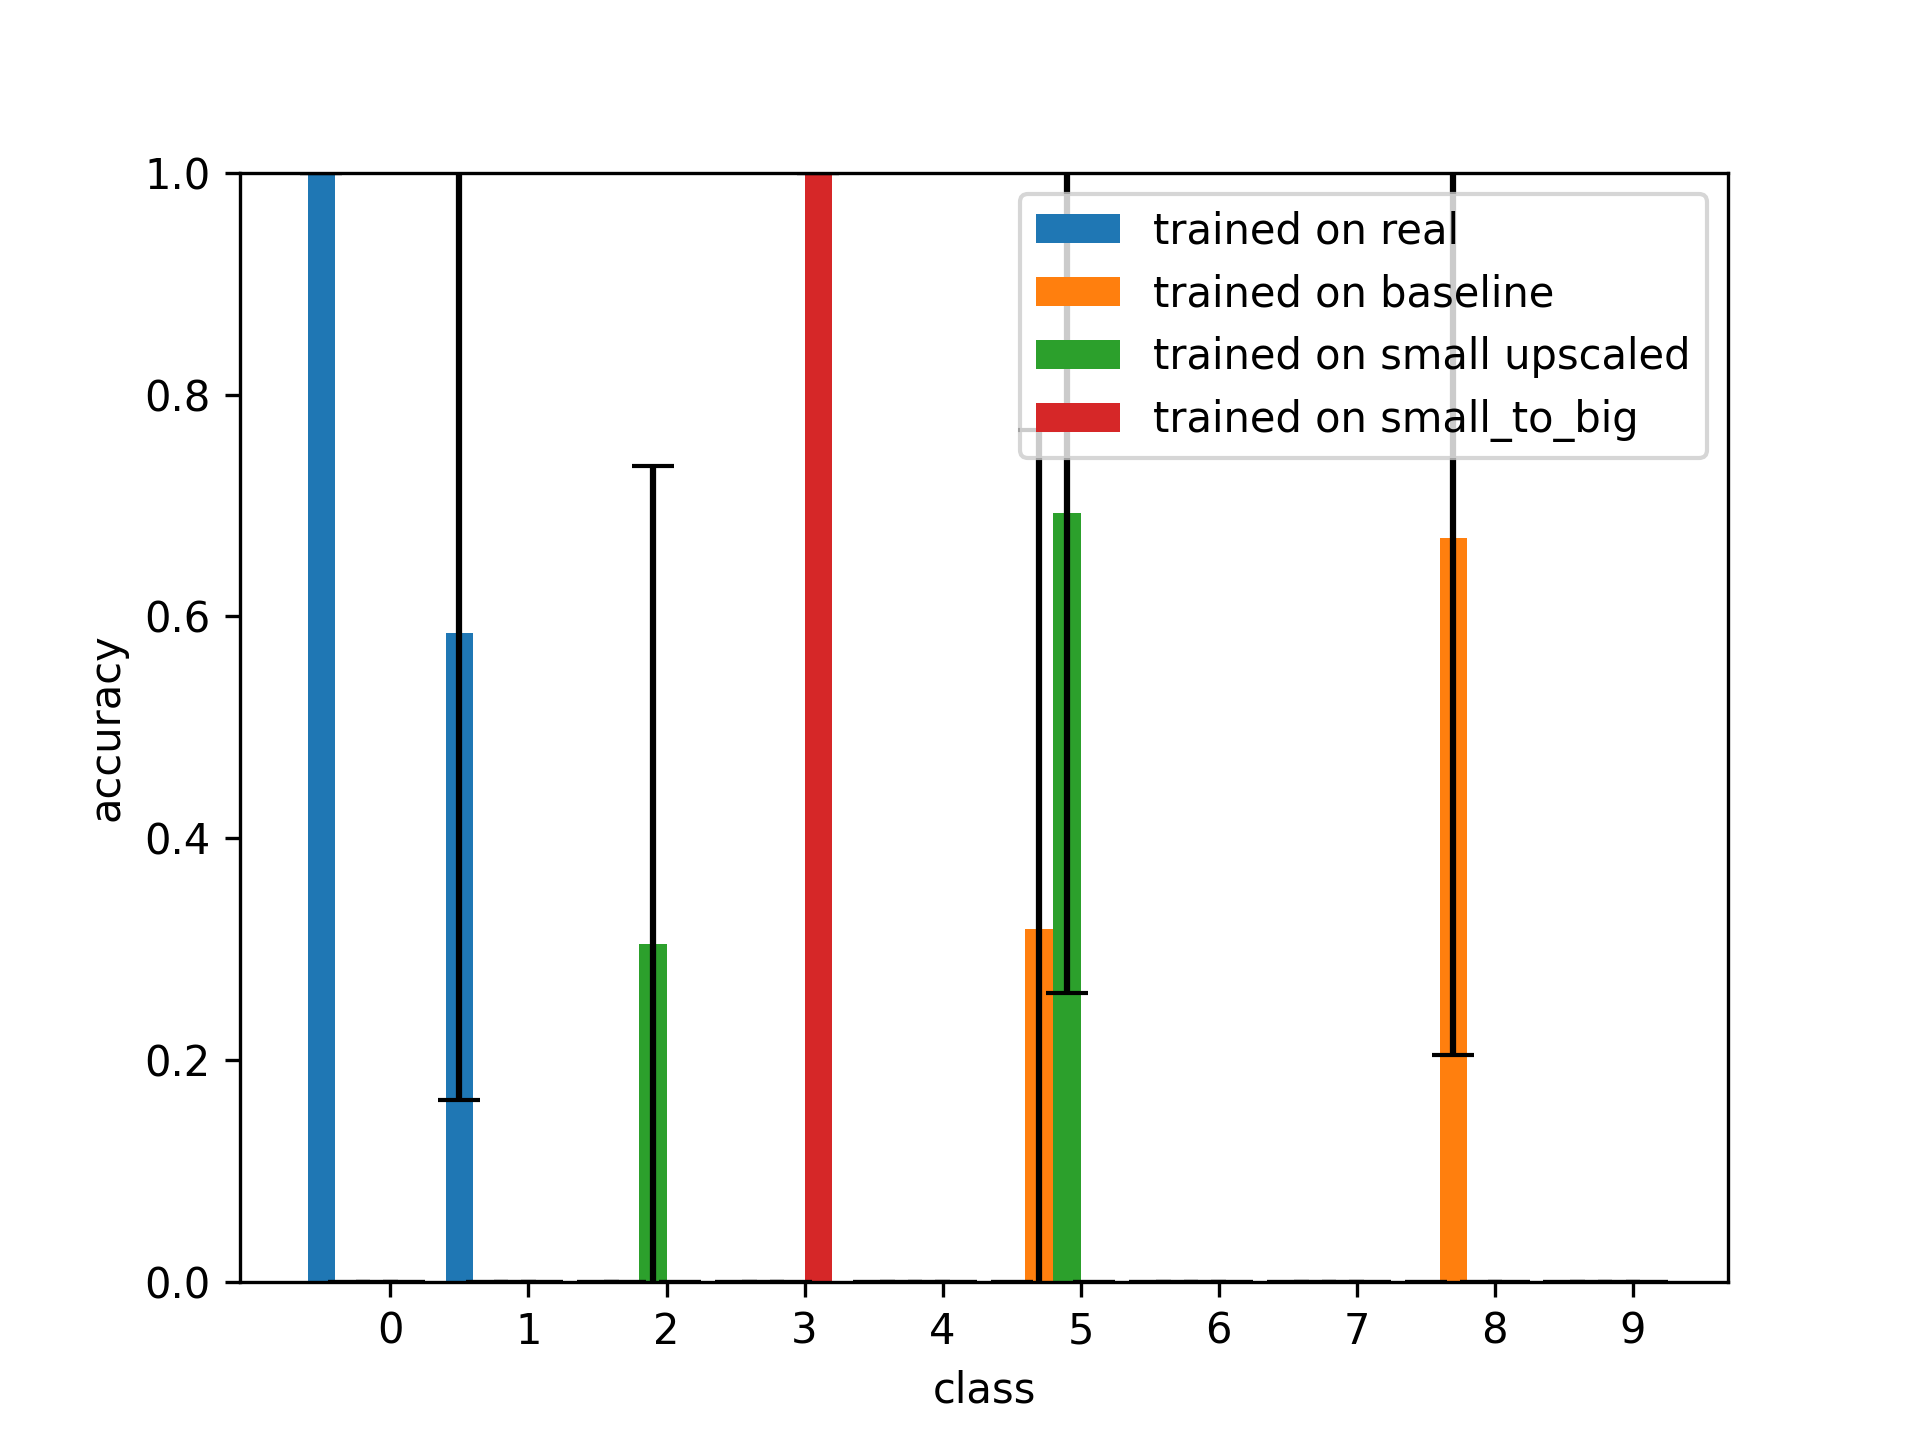 1.0
0.8
0.6
0.4
0.2
0.0
accuracy
trained on real
trained on baseline
trained on small upscaled
trained on small_to_big
0 1 2 3 4 5 6 7 8 9
class